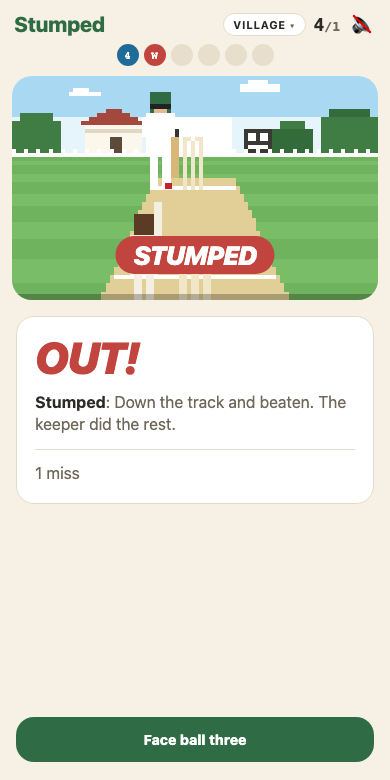 Stumped
VILLAGE ▾
4/1
4 W
STUMPED
OUT!
Stumped: Down the track and beaten. The
keeper did the rest.
1 miss
Face ball three